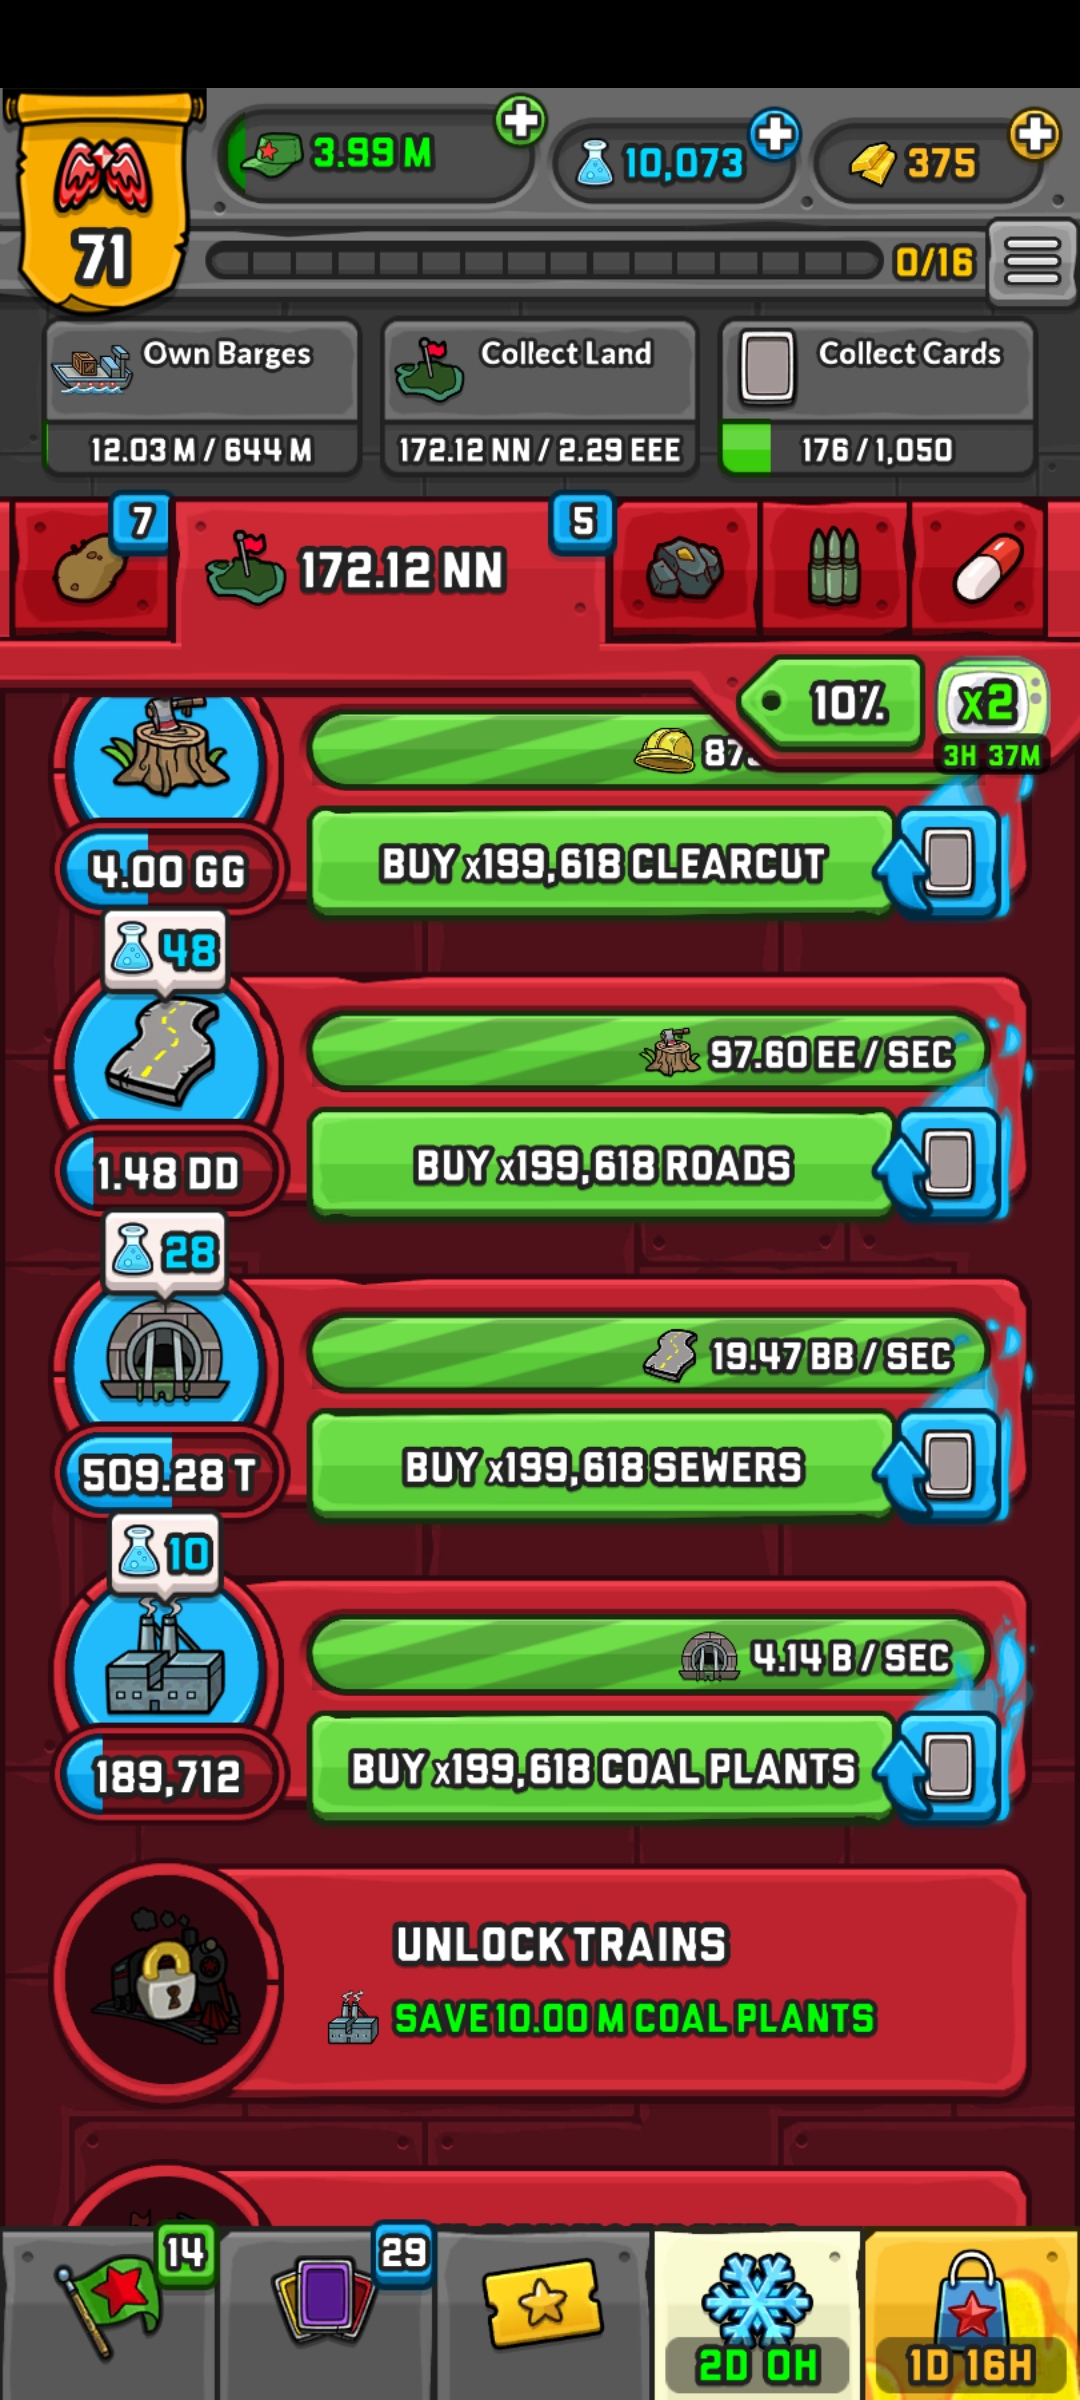 3.99 M
10,073
375
71
0/16
Own Barges
12.03 M / 644 M
Collect Land
172.12 NN / 2.29 EEE
Collect Cards
176 / 1,050
7
172.12 NN
5
10%
x2
3H 37M
4.00 GG
BUY x199,618 CLEARCUT
48
97.60 EE / SEC
1.48 DD
BUY x199,618 ROADS
28
19.47 BB / SEC
509.28 T
BUY x199,618 SEWERS
10
4.14 B / SEC
189,712
BUY x199,618 COAL PLANTS
UNLOCK TRAINS
SAVE 10.00 M COAL PLANTS
14
29
2D 0H
1D 16H